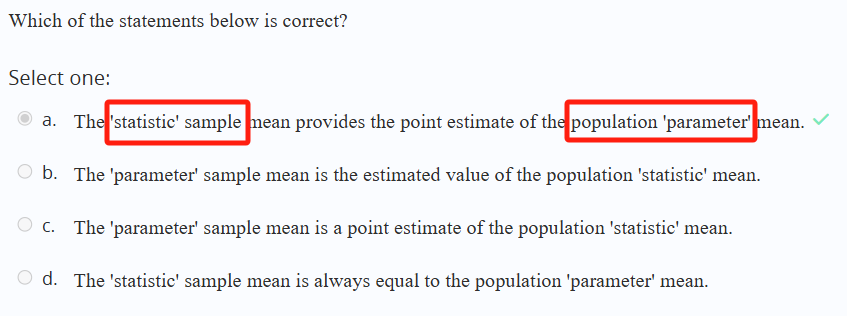 Which of the statements below is correct?
Select one:
a. The 'statistic' sample mean provides the point estimate of the population 'parameter' mean.
b. The 'parameter' sample mean is the estimated value of the population 'statistic' mean.
c. The 'parameter' sample mean is a point estimate of the population 'statistic' mean.
d. The 'statistic' sample mean is always equal to the population 'parameter' mean.